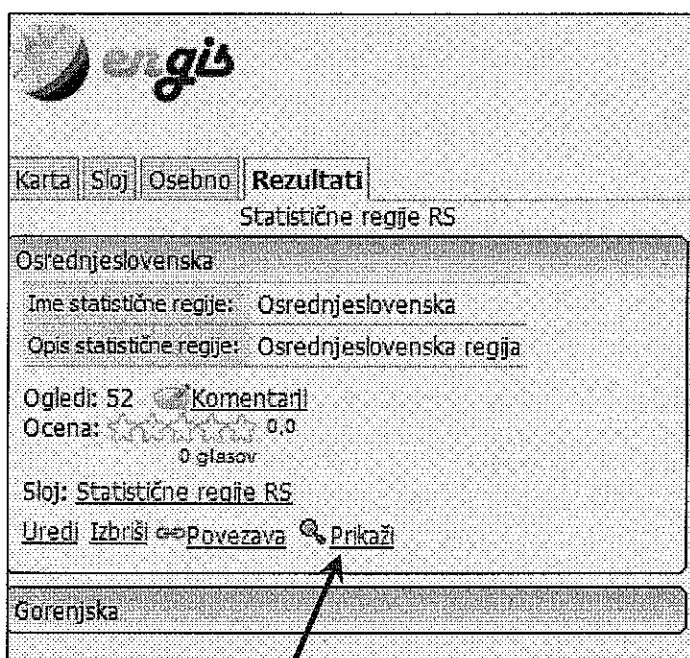 engis
Karta Sloj Osebno Rezultati
Statistične regije RS
Osrednjeslovenska
Ime statistične regije: Osrednjeslovenska
Opis statistične regije: Osrednjeslovenska regija
Ogledi: 52 Komentarji
Ocena: 0,0
0 glasov
Sloj: Statistične regije RS
Uredi Izbriši Povezava Prikaži
Gorenjska